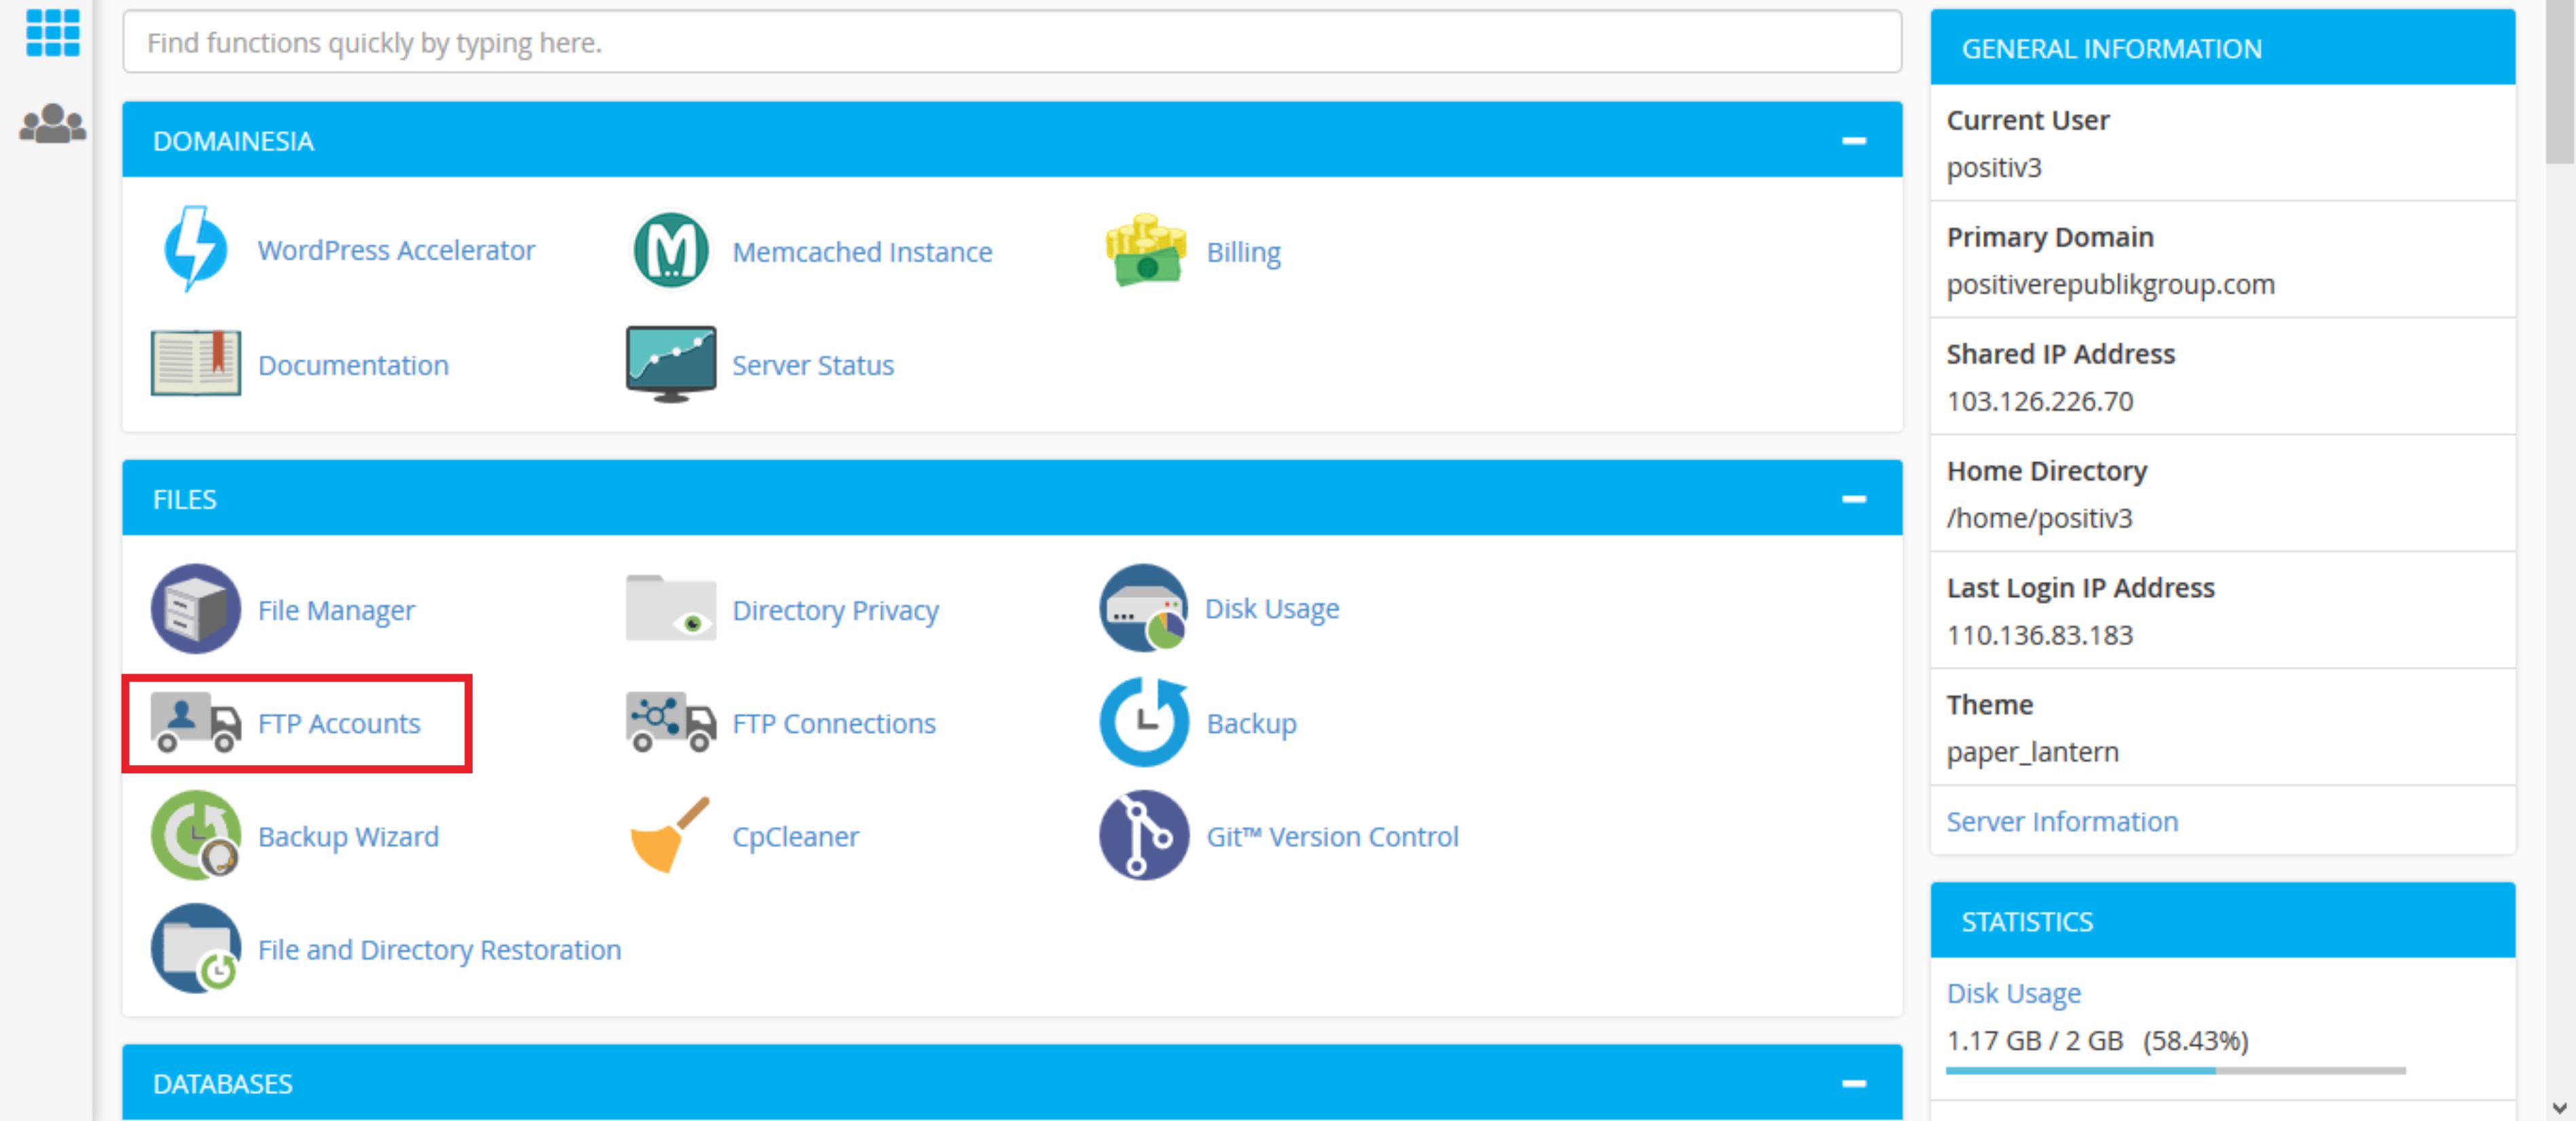 Find functions quickly by typing here.
DOMAINESIA
WordPress Accelerator
Memcached Instance
Billing
Documentation
Server Status
FILES
File Manager
Directory Privacy
Disk Usage
FTP Accounts
FTP Connections
Backup
Backup Wizard
CpCleaner
Git™ Version Control
File and Directory Restoration
DATABASES
GENERAL INFORMATION
Current User
positiv3
Primary Domain
positiverepublikgroup.com
Shared IP Address
103.126.226.70
Home Directory
/home/positiv3
Last Login IP Address
110.136.83.183
Theme
paper_lantern
Server Information
STATISTICS
Disk Usage
1.17 GB / 2 GB (58.43%)